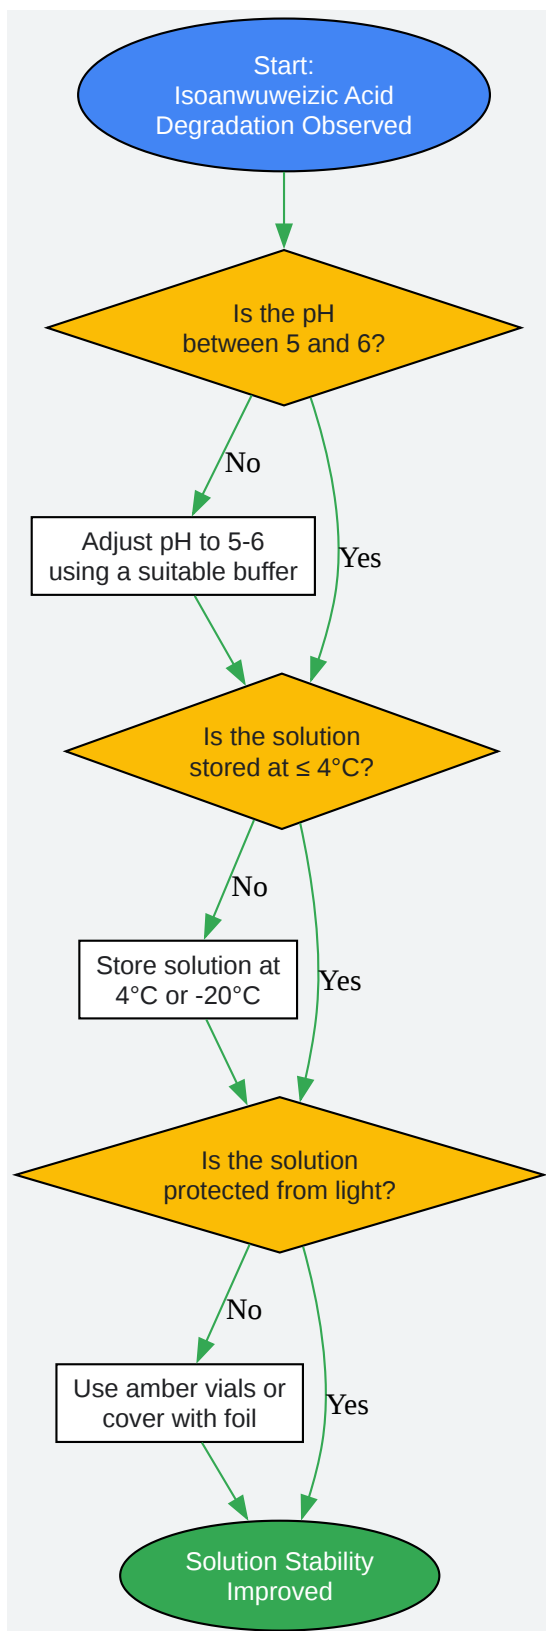 Start:
Isoanwuweizic Acid
Degradation Observed
Is the pH
between 5 and 6?
No
Adjust pH to 5-6
using a suitable buffer
Yes
Is the solution
stored at ≤ 4°C?
No
Store solution at
4°C or -20°C
Yes
Is the solution
protected from light?
No
Use amber vials or
cover with foil
Yes
Solution Stability
Improved